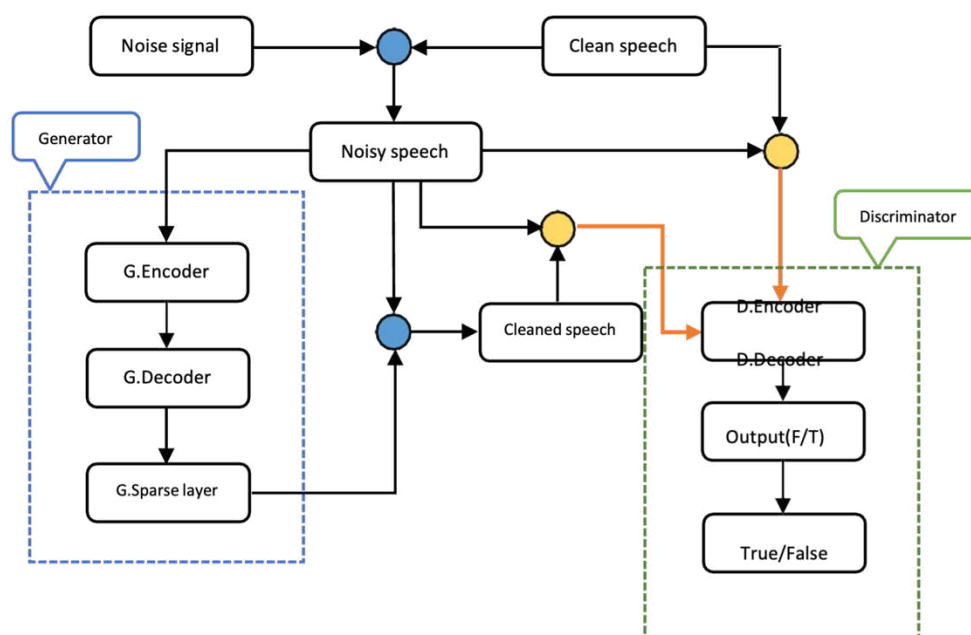 Noise signal
Clean speech
Generator
Noisy speech
Discriminator
G.Encoder
D.Encoder
Cleaned speech
D.Decoder
G.Decoder
Output(F/T)
G.Sparse layer
True/False